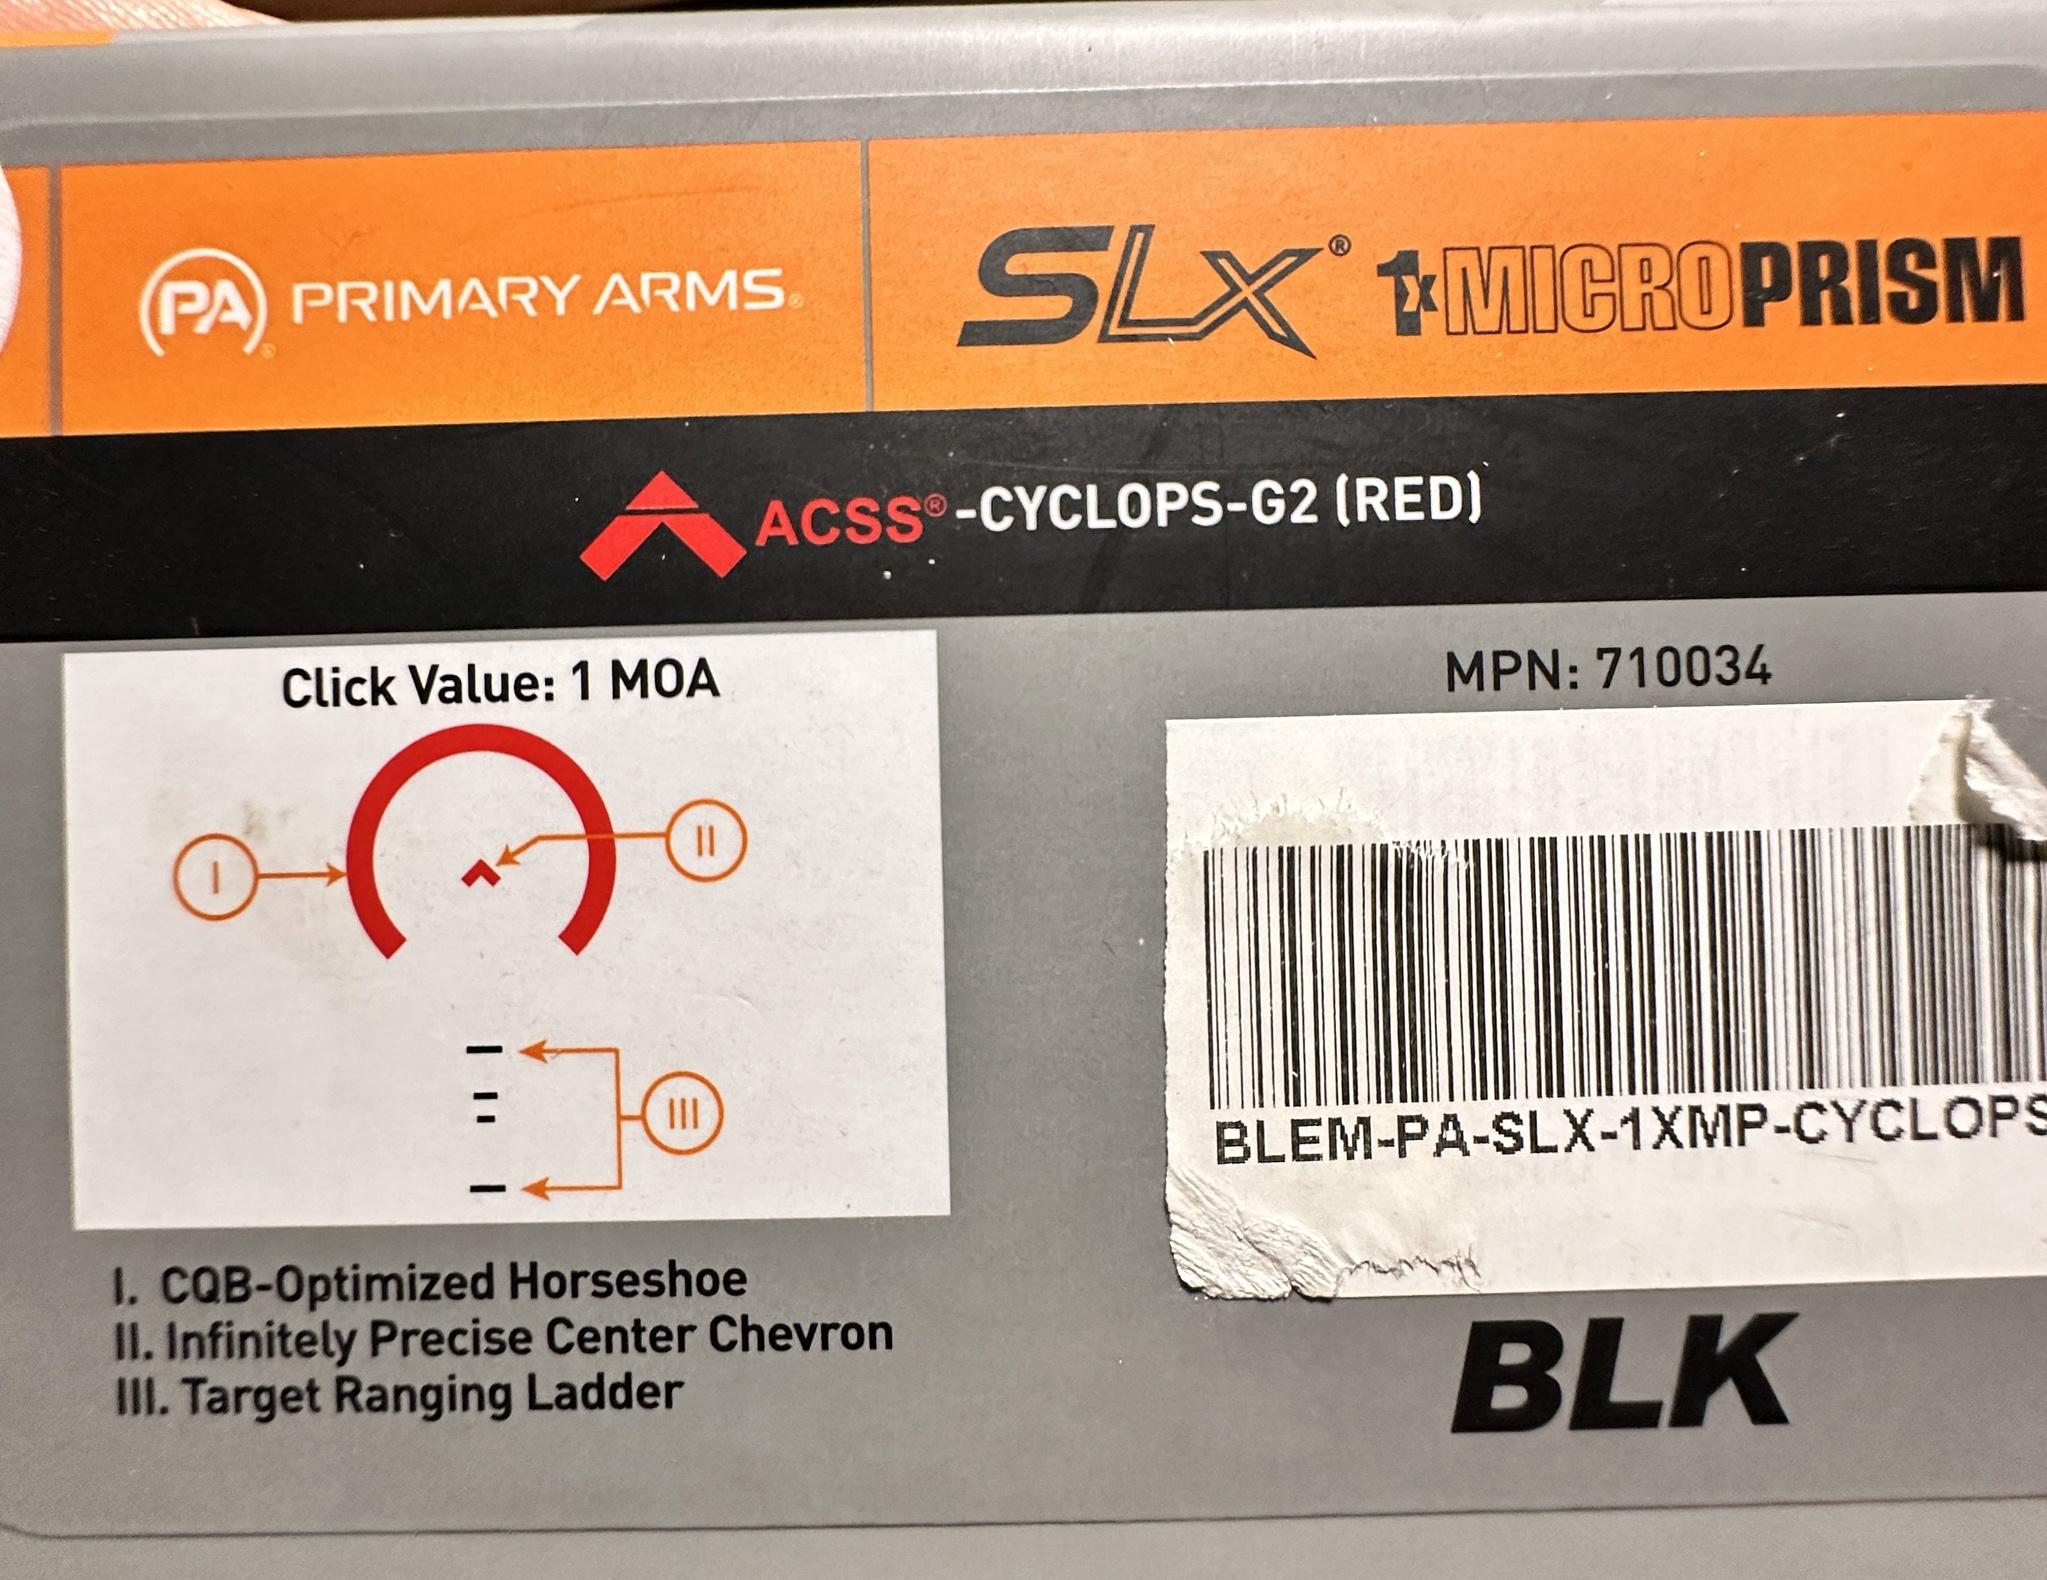 PA PRIMARY ARMS®
SLX® 1x MICROPRISM
ACSS®-CYCLOPS-G2 (RED)
Click Value: 1 MOA
I
II
III
I. CQB-Optimized Horseshoe
II. Infinitely Precise Center Chevron
III. Target Ranging Ladder
MPN: 710034
BLEM-PA-SLX-1XMP-CYCLOPS
BLK